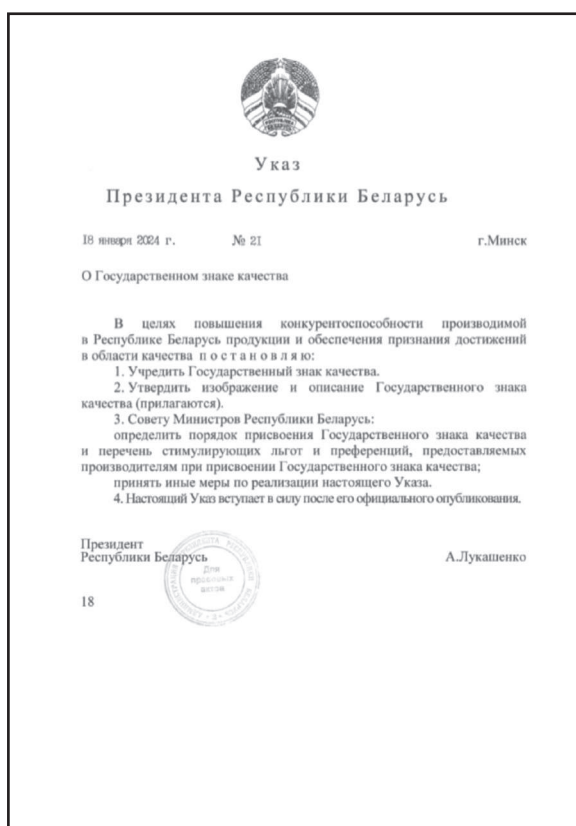 Указ
Президента Республики Беларусь
18 января 2024 г. № 21 г.Минск
О Государственном знаке качества
В целях повышения конкурентоспособности производимой
в Республике Беларусь продукции и обеспечения признания достижений
в области качества п о с т а н о в л я ю:
1. Учредить Государственный знак качества.
2. Утвердить изображение и описание Государственного знака
качества (прилагаются).
3. Совету Министров Республики Беларусь:
определить порядок присвоения Государственного знака качества
и перечень стимулирующих льгот и преференций, предоставляемых
производителям при присвоении Государственного знака качества;
принять иные меры по реализации настоящего Указа.
4. Настоящий Указ вступает в силу после его официального опубликования.
Президент
Республики Беларусь А.Лукашенко
Для
правовых
актов
18